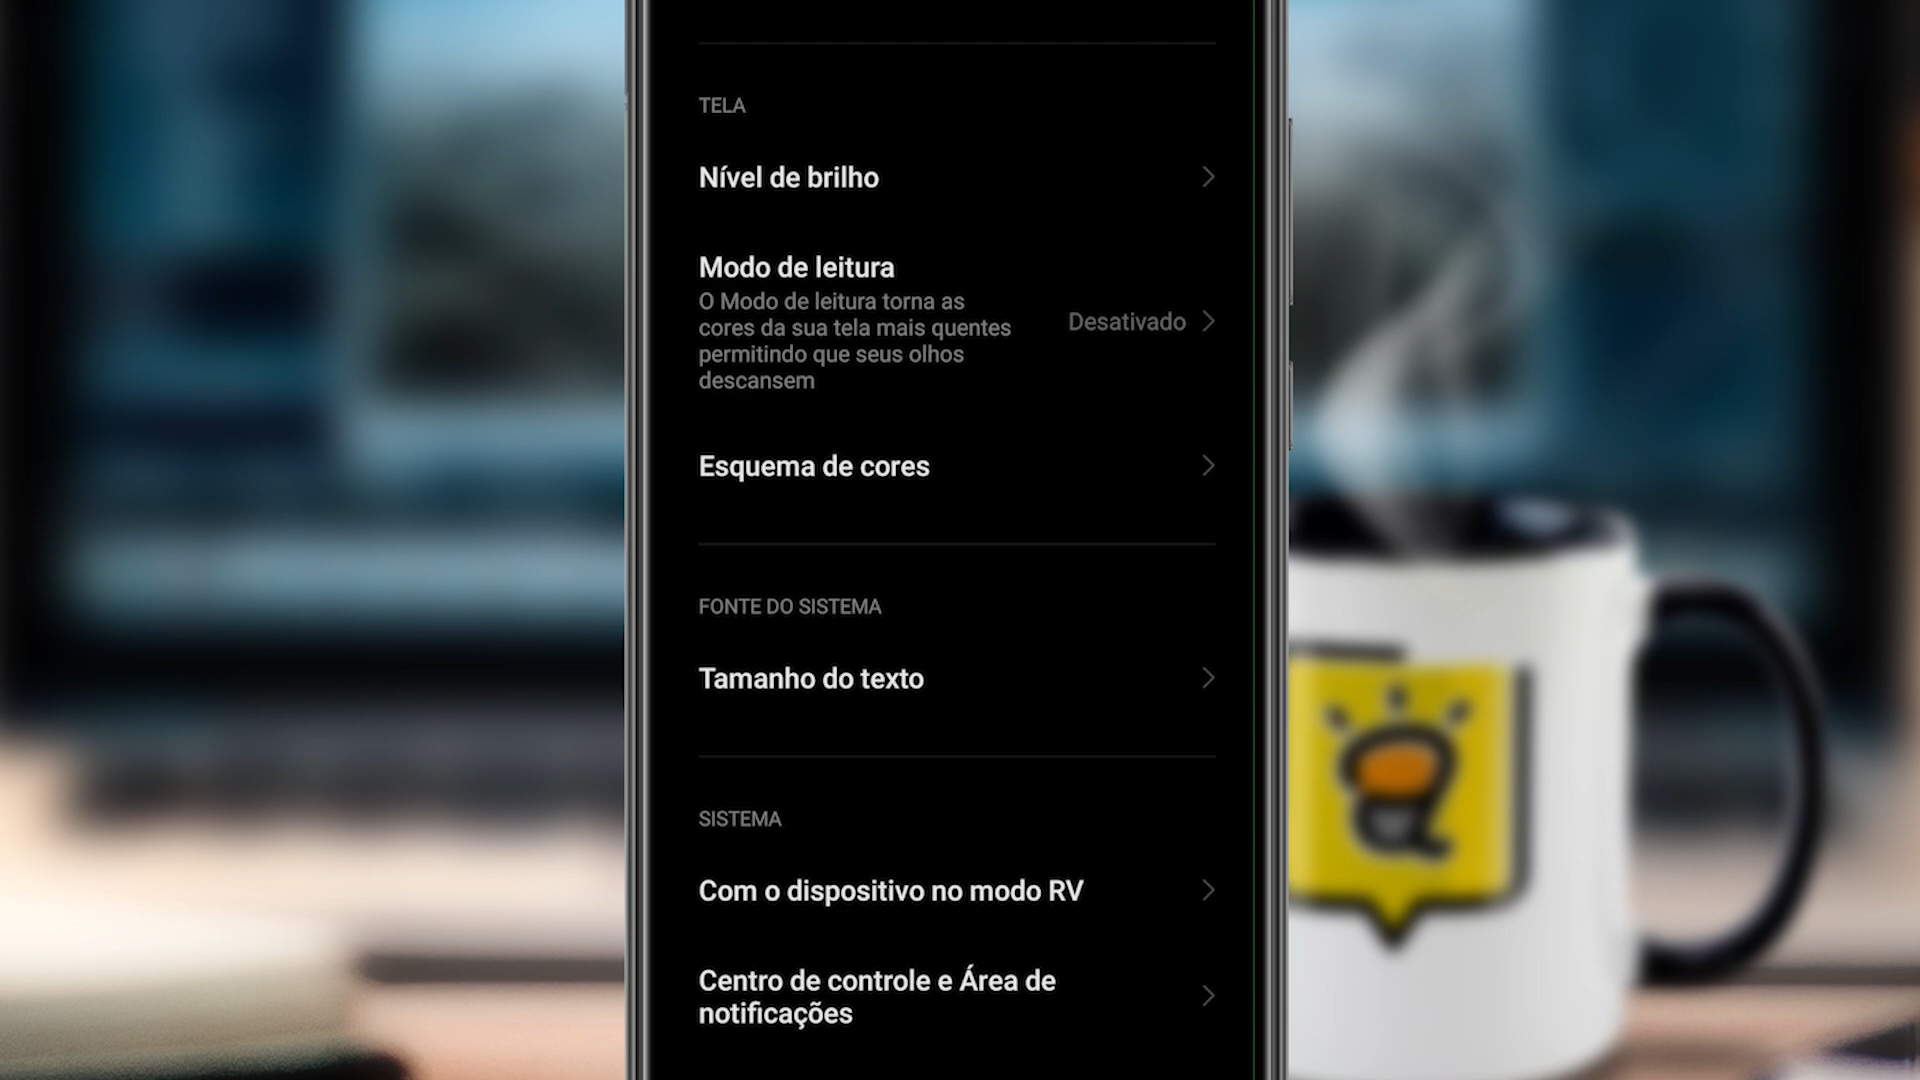 TELA
Nível de brilho
Modo de leitura
O Modo de leitura torna as
cores da sua tela mais quentes
permitindo que seus olhos
descansem
Desativado
Esquema de cores
FONTE DO SISTEMA
Tamanho do texto
SISTEMA
Com o dispositivo no modo RV
Centro de controle e Área de
notificações